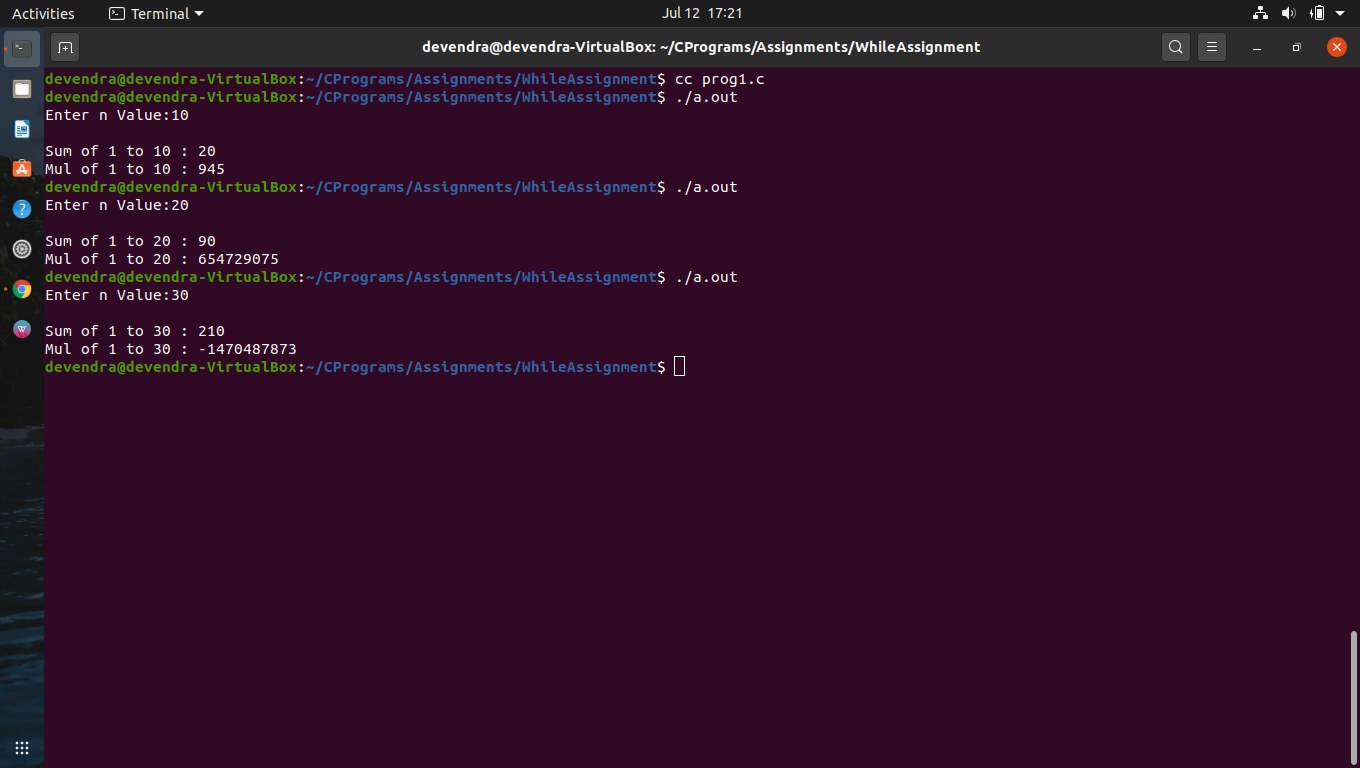 Activities Terminal Jul 12 17:21
devendra@devendra-VirtualBox: ~/CPrograms/Assignments/WhileAssignment
devendra@devendra-VirtualBox:~/CPrograms/Assignments/WhileAssignment$ cc prog1.c
devendra@devendra-VirtualBox:~/CPrograms/Assignments/WhileAssignment$ ./a.out
Enter n Value:10
Sum of 1 to 10 : 20
Mul of 1 to 10 : 945
devendra@devendra-VirtualBox:~/CPrograms/Assignments/WhileAssignment$ ./a.out
Enter n Value:20
Sum of 1 to 20 : 90
Mul of 1 to 20 : 654729075
devendra@devendra-VirtualBox:~/CPrograms/Assignments/WhileAssignment$ ./a.out
Enter n Value:30
Sum of 1 to 30 : 210
Mul of 1 to 30 : -1470487873
devendra@devendra-VirtualBox:~/CPrograms/Assignments/WhileAssignment$